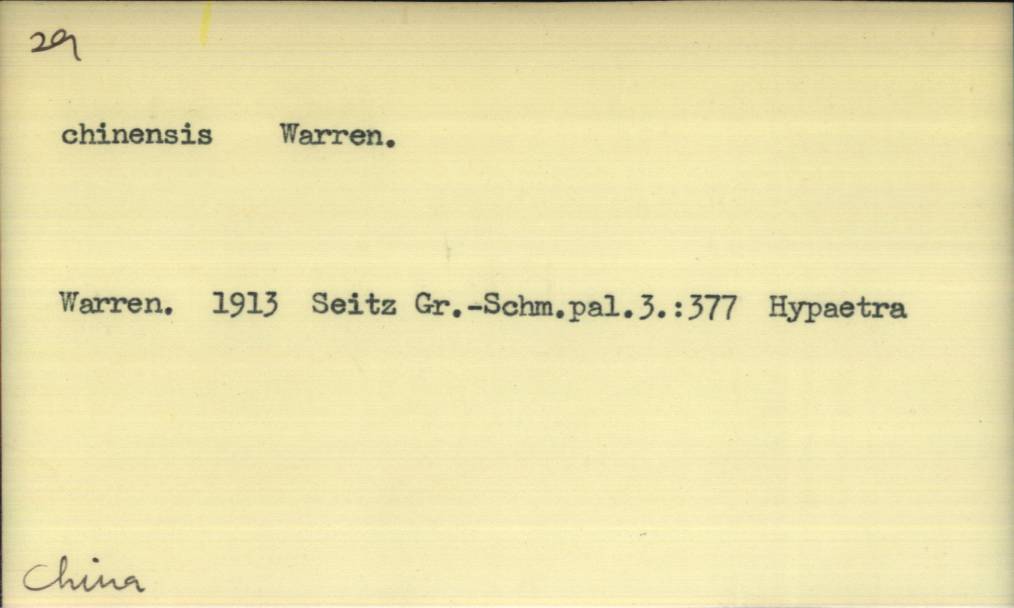 29
chinensis Warren.
Warren. 1913 Seitz Gr.-Schm.pal.3.:377 Hypaetra
China